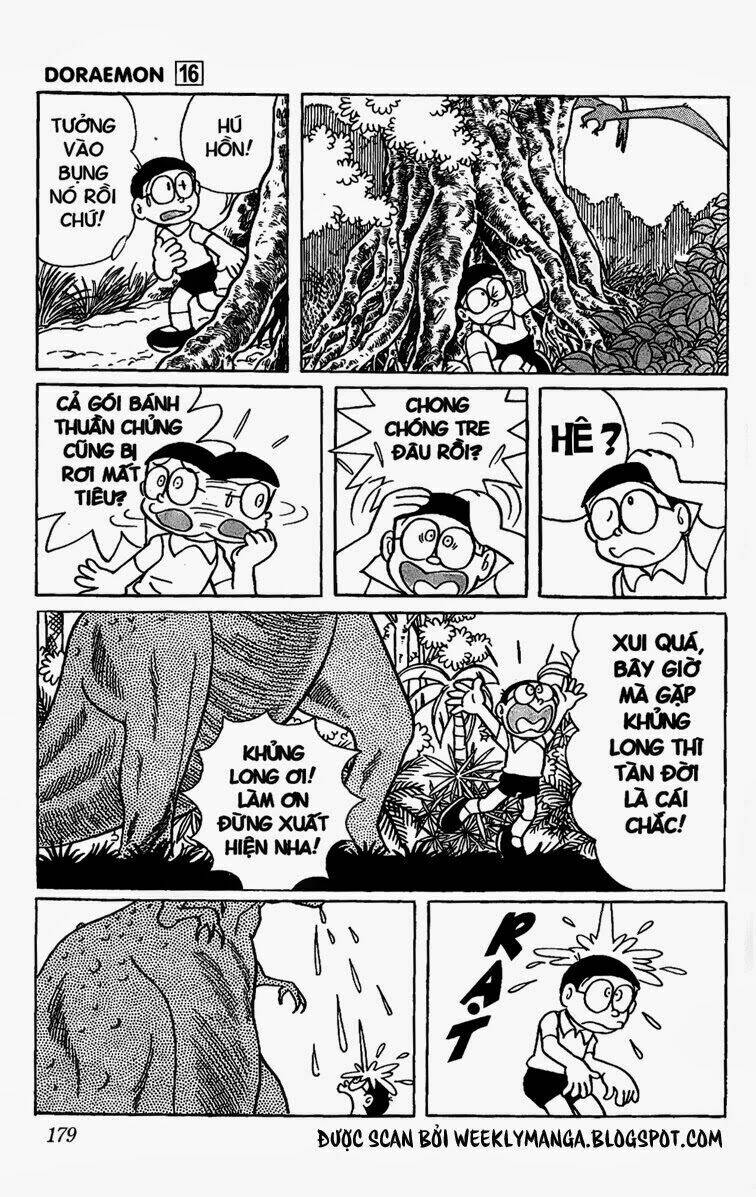 DORAEMON 16
HÚ
HỒN!
TƯỞNG
VÀO
BỤNG
NÓ RỒI
CHỨ!
HÊ?
CHONG
CHÓNG TRE
ĐÂU RỒI?
CẢ GÓI BÁNH
THUẦN CHỦNG
CŨNG BỊ
RƠI MẤT
TIÊU?
XUI QUÁ,
BÂY GIỜ
MÀ GẶP
KHỦNG
LONG THÌ
TÀN ĐỜI
LÀ CÁI
CHẮC!
KHỦNG
LONG ƠI!
LÀM ƠN
ĐỪNG XUẤT
HIỆN NHA!
RẠT
179
ĐƯỢC SCAN BỞI WEEKLYMANGA.BLOGSPOT.COM